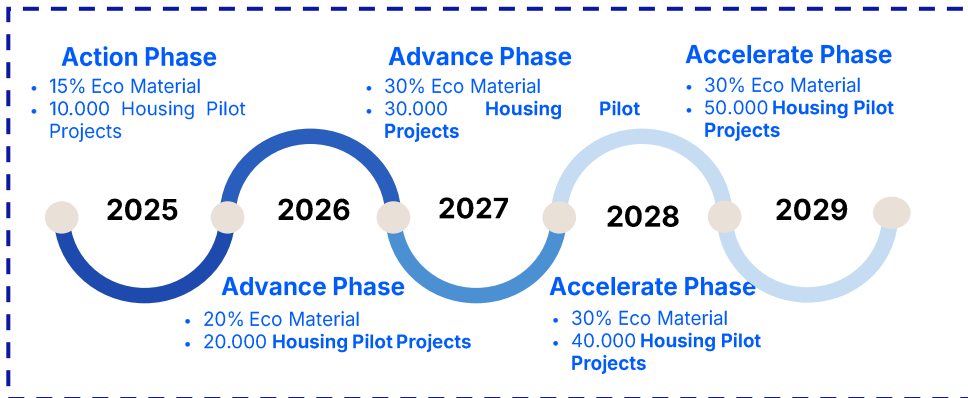 Action Phase
• 15% Eco Material
• 10.000 Housing Pilot
Projects
Advance Phase
• 30% Eco Material
• 30.000 Housing Pilot
Projects
Accelerate Phase
• 30% Eco Material
• 50.000 Housing Pilot
Projects
2025
2026
2027
2028
2029
Advance Phase
• 20% Eco Material
• 20.000 Housing Pilot Projects
Accelerate Phase
• 30% Eco Material
• 40.000 Housing Pilot
Projects